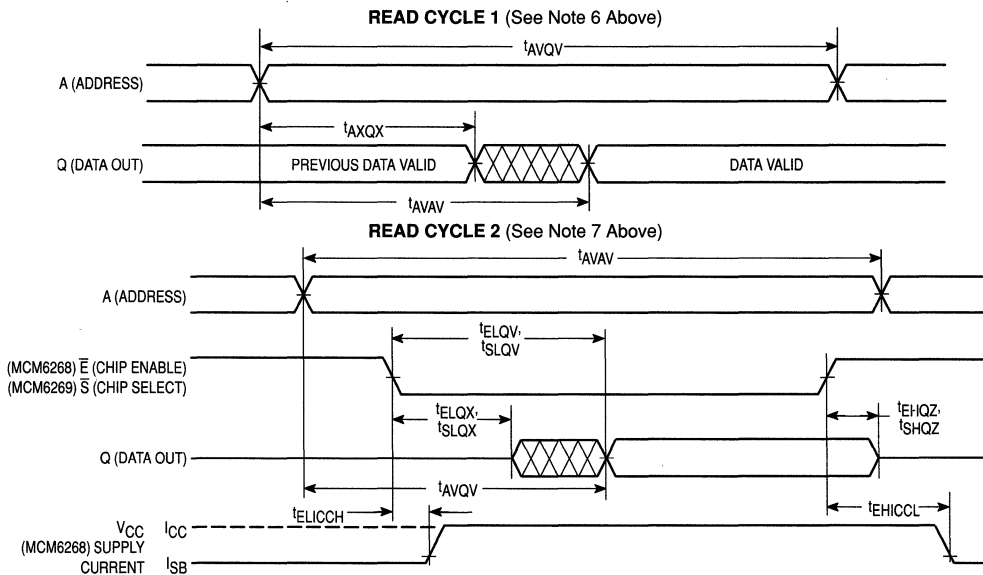 READ CYCLE 1 (See Note 6 Above)
tAVQV
A (ADDRESS)
tAXQX
Q (DATA OUT)
PREVIOUS DATA VALID
DATA VALID
tAVAV
READ CYCLE 2 (See Note 7 Above)
tAVAV
A (ADDRESS)
tELQV,
tSLQV
(MCM6268) E̅ (CHIP ENABLE)
(MCM6269) S̅ (CHIP SELECT)
tELQX,
tSLQX
tEHQZ,
tSHQZ
Q (DATA OUT)
tAVQV
tELICCH
tEHICCL
VCC ICC
(MCM6268) SUPPLY
CURRENT ISB